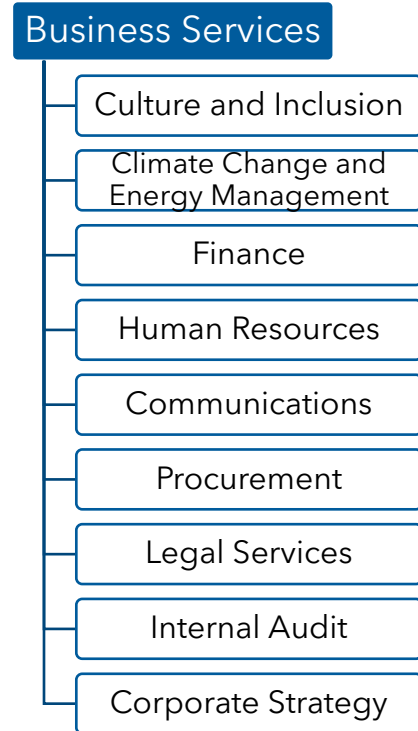 Business Services
Culture and Inclusion
Climate Change and
Energy Management
Finance
Human Resources
Communications
Procurement
Legal Services
Internal Audit
Corporate Strategy